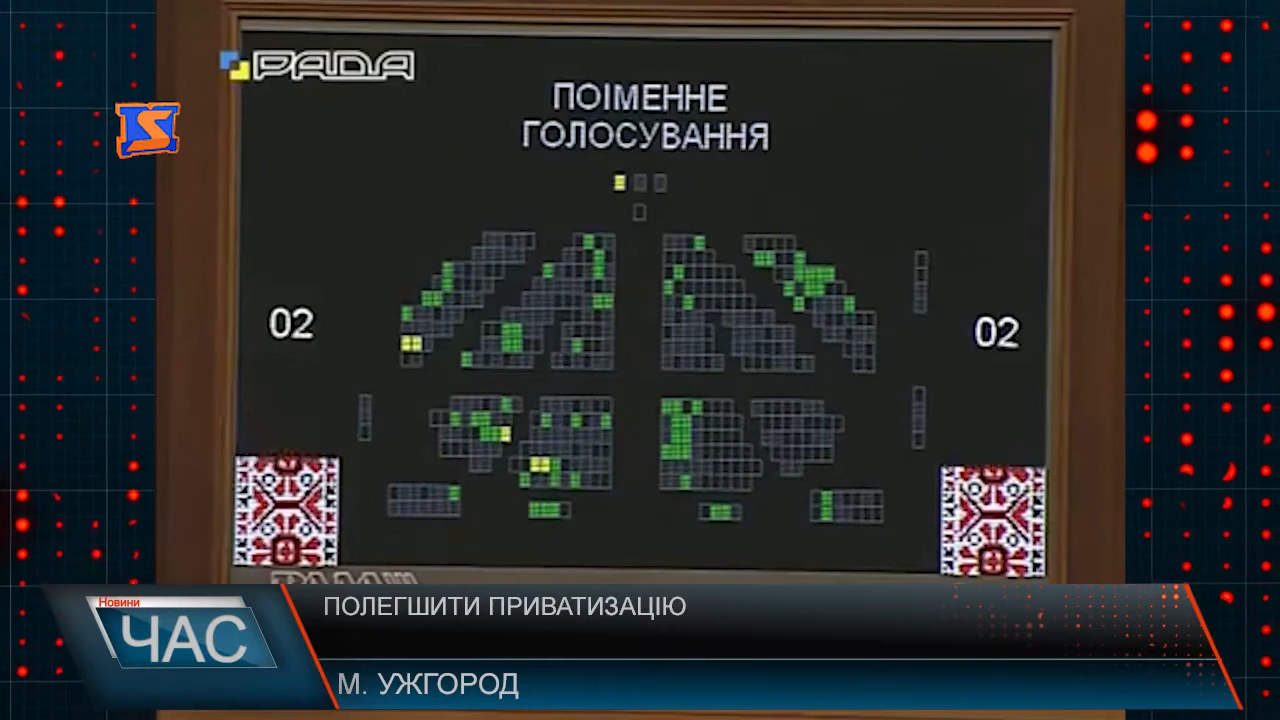 РАДА
ПОІМЕННЕ
ГОЛОСУВАННЯ
02
02
Новини
ЧАС
ПОЛЕГШИТИ ПРИВАТИЗАЦІЮ
М. УЖГОРОД